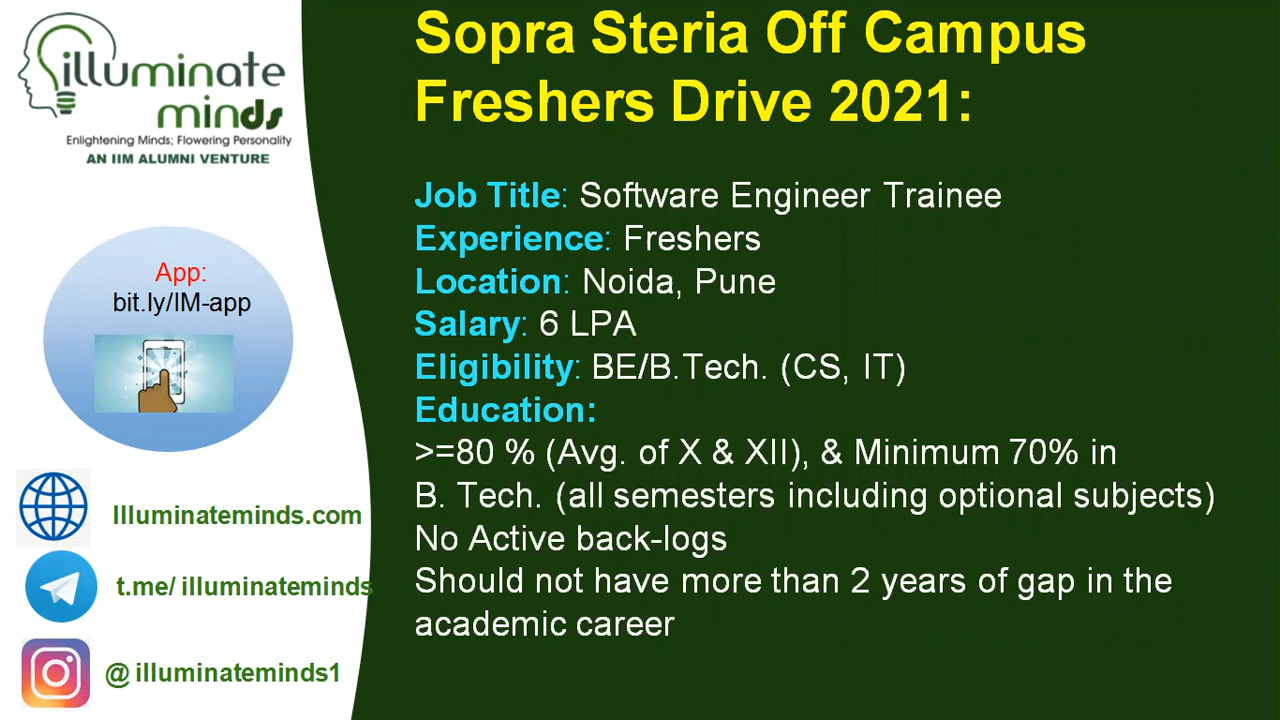 illuminate
minds
Enlightening Minds; Flowering Personality
AN IIM ALUMNI VENTURE
App:
bit.ly/IM-app
Illuminateminds.com
t.me/ illuminateminds
@ illuminateminds1
Sopra Steria Off Campus
Freshers Drive 2021:
Job Title: Software Engineer Trainee
Experience: Freshers
Location: Noida, Pune
Salary: 6 LPA
Eligibility: BE/B.Tech. (CS, IT)
Education:
>=80 % (Avg. of X & XII), & Minimum 70% in
B. Tech. (all semesters including optional subjects)
No Active back-logs
Should not have more than 2 years of gap in the
academic career